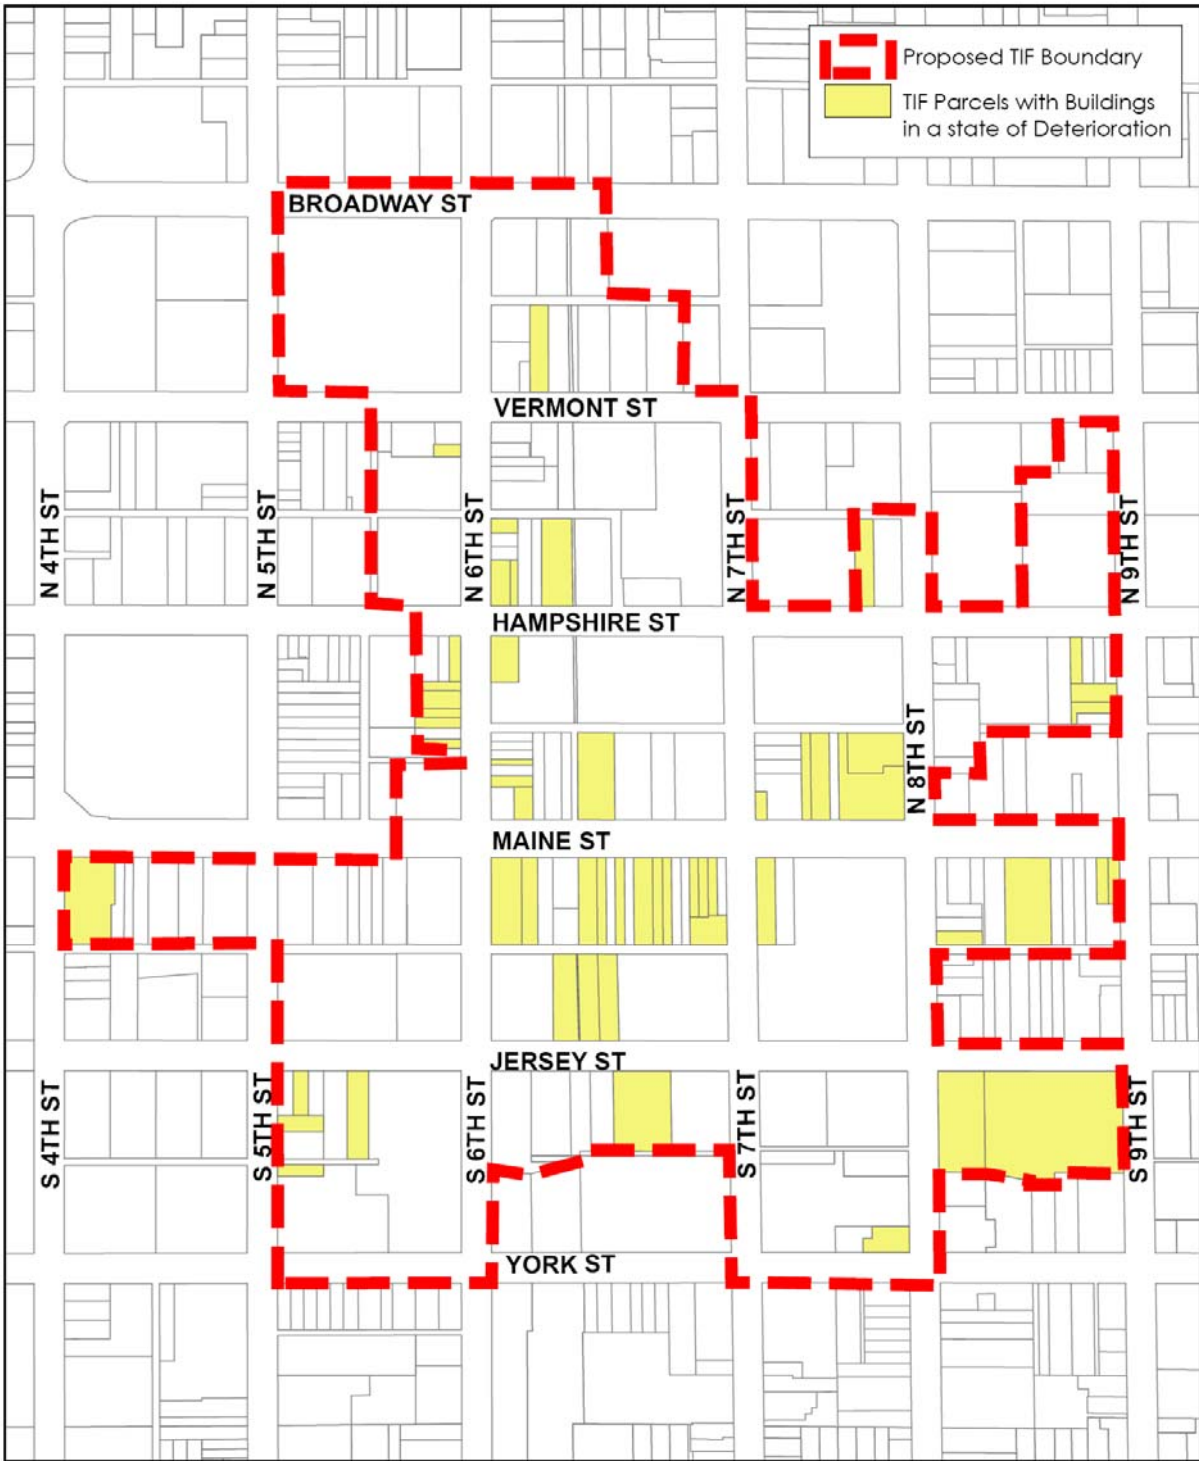 Proposed TIF Boundary
TIF Parcels with Buildings
in a state of Deterioration
BROADWAY ST
VERMONT ST
N 4TH ST
N 5TH ST
N 6TH ST
N 7TH ST
N 9TH ST
HAMPSHIRE ST
N 8TH ST
MAINE ST
JERSEY ST
S 4TH ST
S 5TH ST
S 6TH ST
S 7TH ST
S 9TH ST
YORK ST